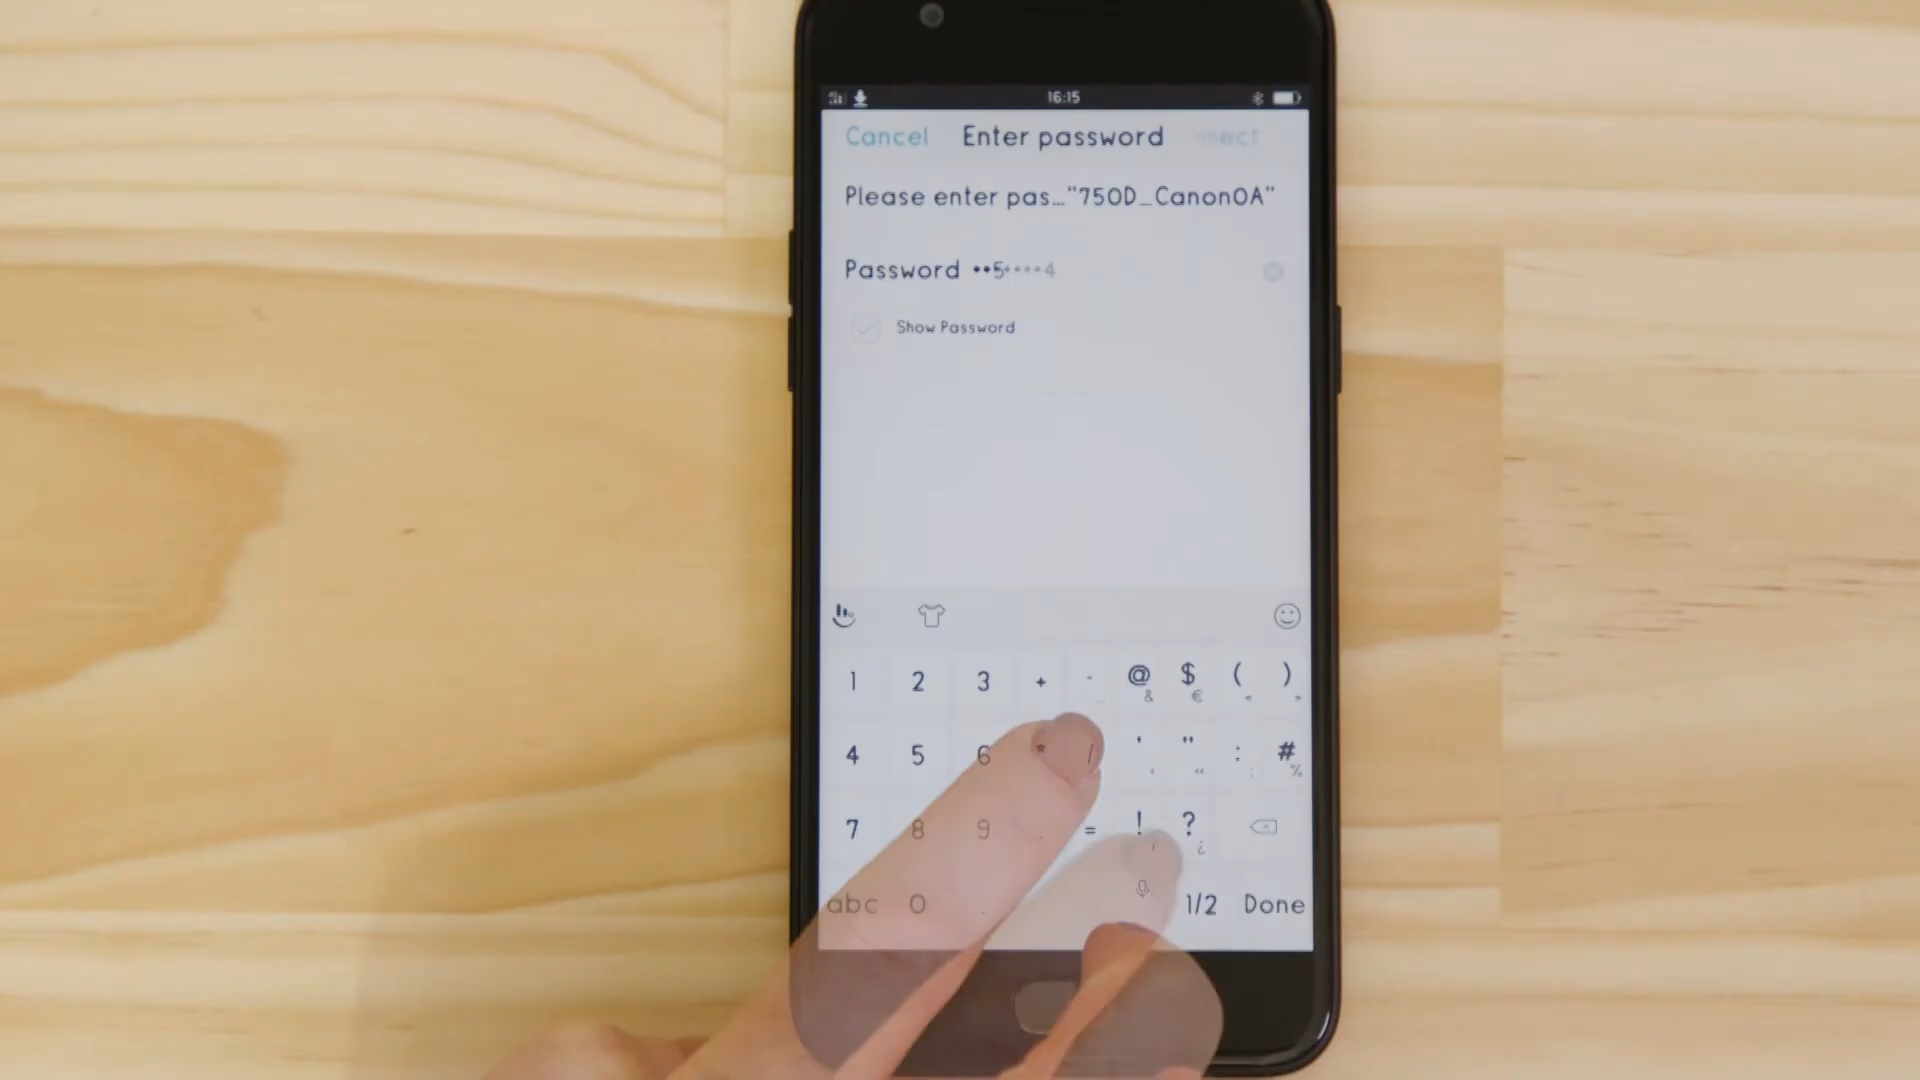 16:15
Cancel Enter password nect
Please enter pas..."750D_Canon0A"
Password ••5••••4
Show Password
1 2 3 + - @ $ ( )
_ & € < >
4 5 6 * / ' " : #
%
7 8 9 . = ! ?
¿
abc 0 1/2 Done